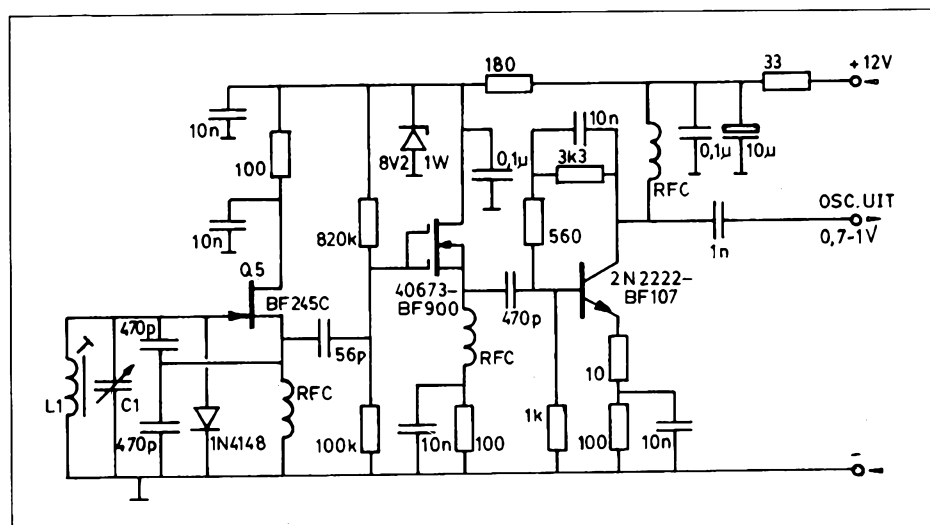 180
33
+12V
10n
100
8V2
1W
0,1µ
10n
3k3
RFC
0,1µ
10µ
OSC.UIT
0,7-1V
10n
820k
560
1n
Q5
BF245C
40673-
BF900
2N2222-
BF107
470p
56p
470p
RFC
RFC
10
L1
C1
470p
1N4148
100k
10n
100
1k
100
10n
-